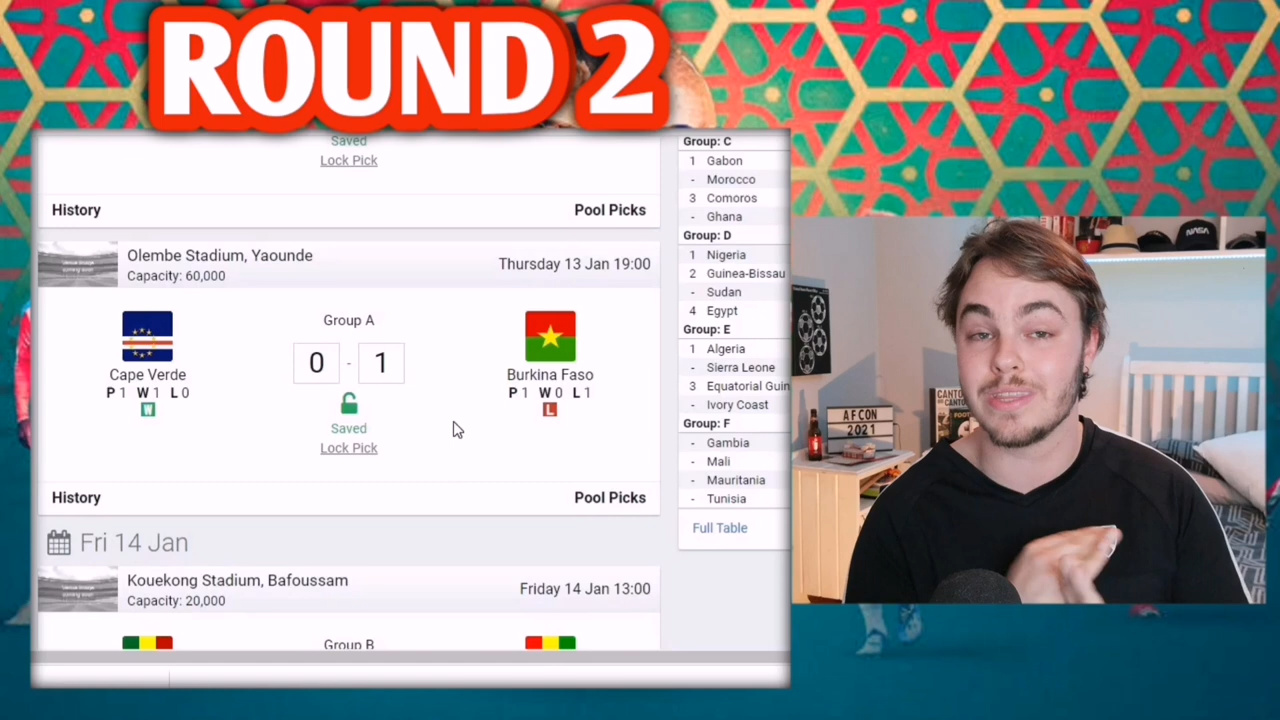 ROUND 2
Saved
Lock Pick
History
Pool Picks
Olembe Stadium, Yaounde
Capacity: 60,000
Thursday 13 Jan 19:00
Group A
0 - 1
Cape Verde
P 1 W 1 L 0
W
Burkina Faso
P 1 W 0 L 1
L
Saved
Lock Pick
History
Pool Picks
Fri 14 Jan
Kouekong Stadium, Bafoussam
Capacity: 20,000
Friday 14 Jan 13:00
Group B
Group: C
1 Gabon
- Morocco
3 Comoros
- Ghana
Group: D
1 Nigeria
2 Guinea-Bissau
- Sudan
4 Egypt
Group: E
1 Algeria
- Sierra Leone
3 Equatorial Guin
- Ivory Coast
Group: F
- Gambia
- Mali
- Mauritania
- Tunisia
Full Table
NASA
AFCON
2021